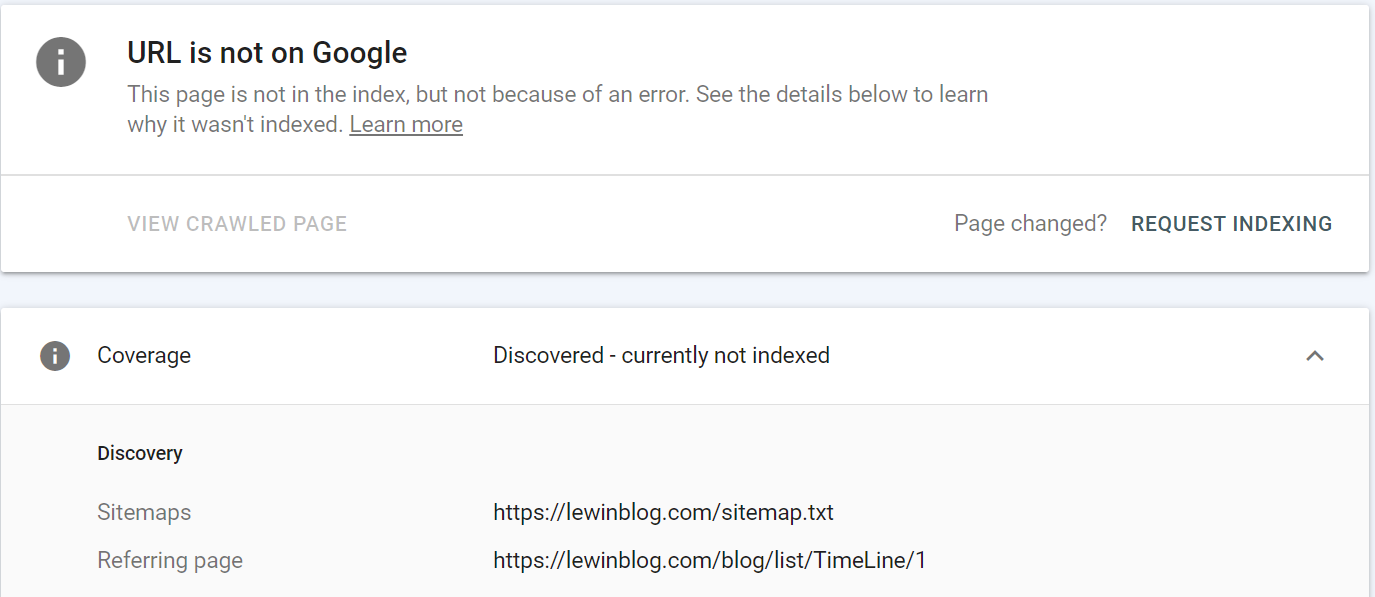 URL is not on Google
This page is not in the index, but not because of an error. See the details below to learn
why it wasn't indexed. Learn more
VIEW CRAWLED PAGE
Page changed? REQUEST INDEXING
Coverage Discovered - currently not indexed
Discovery
Sitemaps https://lewinblog.com/sitemap.txt
Referring page https://lewinblog.com/blog/list/TimeLine/1